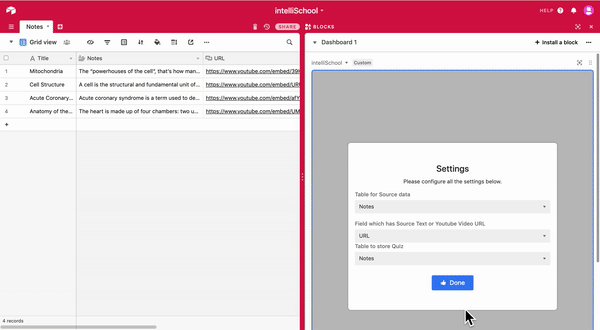 intelliSchool
HELP
Notes
SHARE
BLOCKS
Grid view
Dashboard 1
+ Install a block
intelliSchool
Custom
Title
Notes
URL
1 Mitochondria The "powerhouses of the cell", that's how man... https://www.youtube.com/embed/39H
2 Cell Structure A cell is the structural and fundamental unit of... https://www.youtube.com/embed/
3 Acute Coronary... Acute coronary syndrome is a term used to de... https://www.youtube.com/embed/
4 Anatomy of the... The heart is made up of four chambers: two u... https://www.youtube.com/embed/
+
Settings
Please configure all the settings below.
Table for Source data
Notes
Field which has Source Text or Youtube Video URL
URL
Table to store Quiz
Notes
Done
4 records